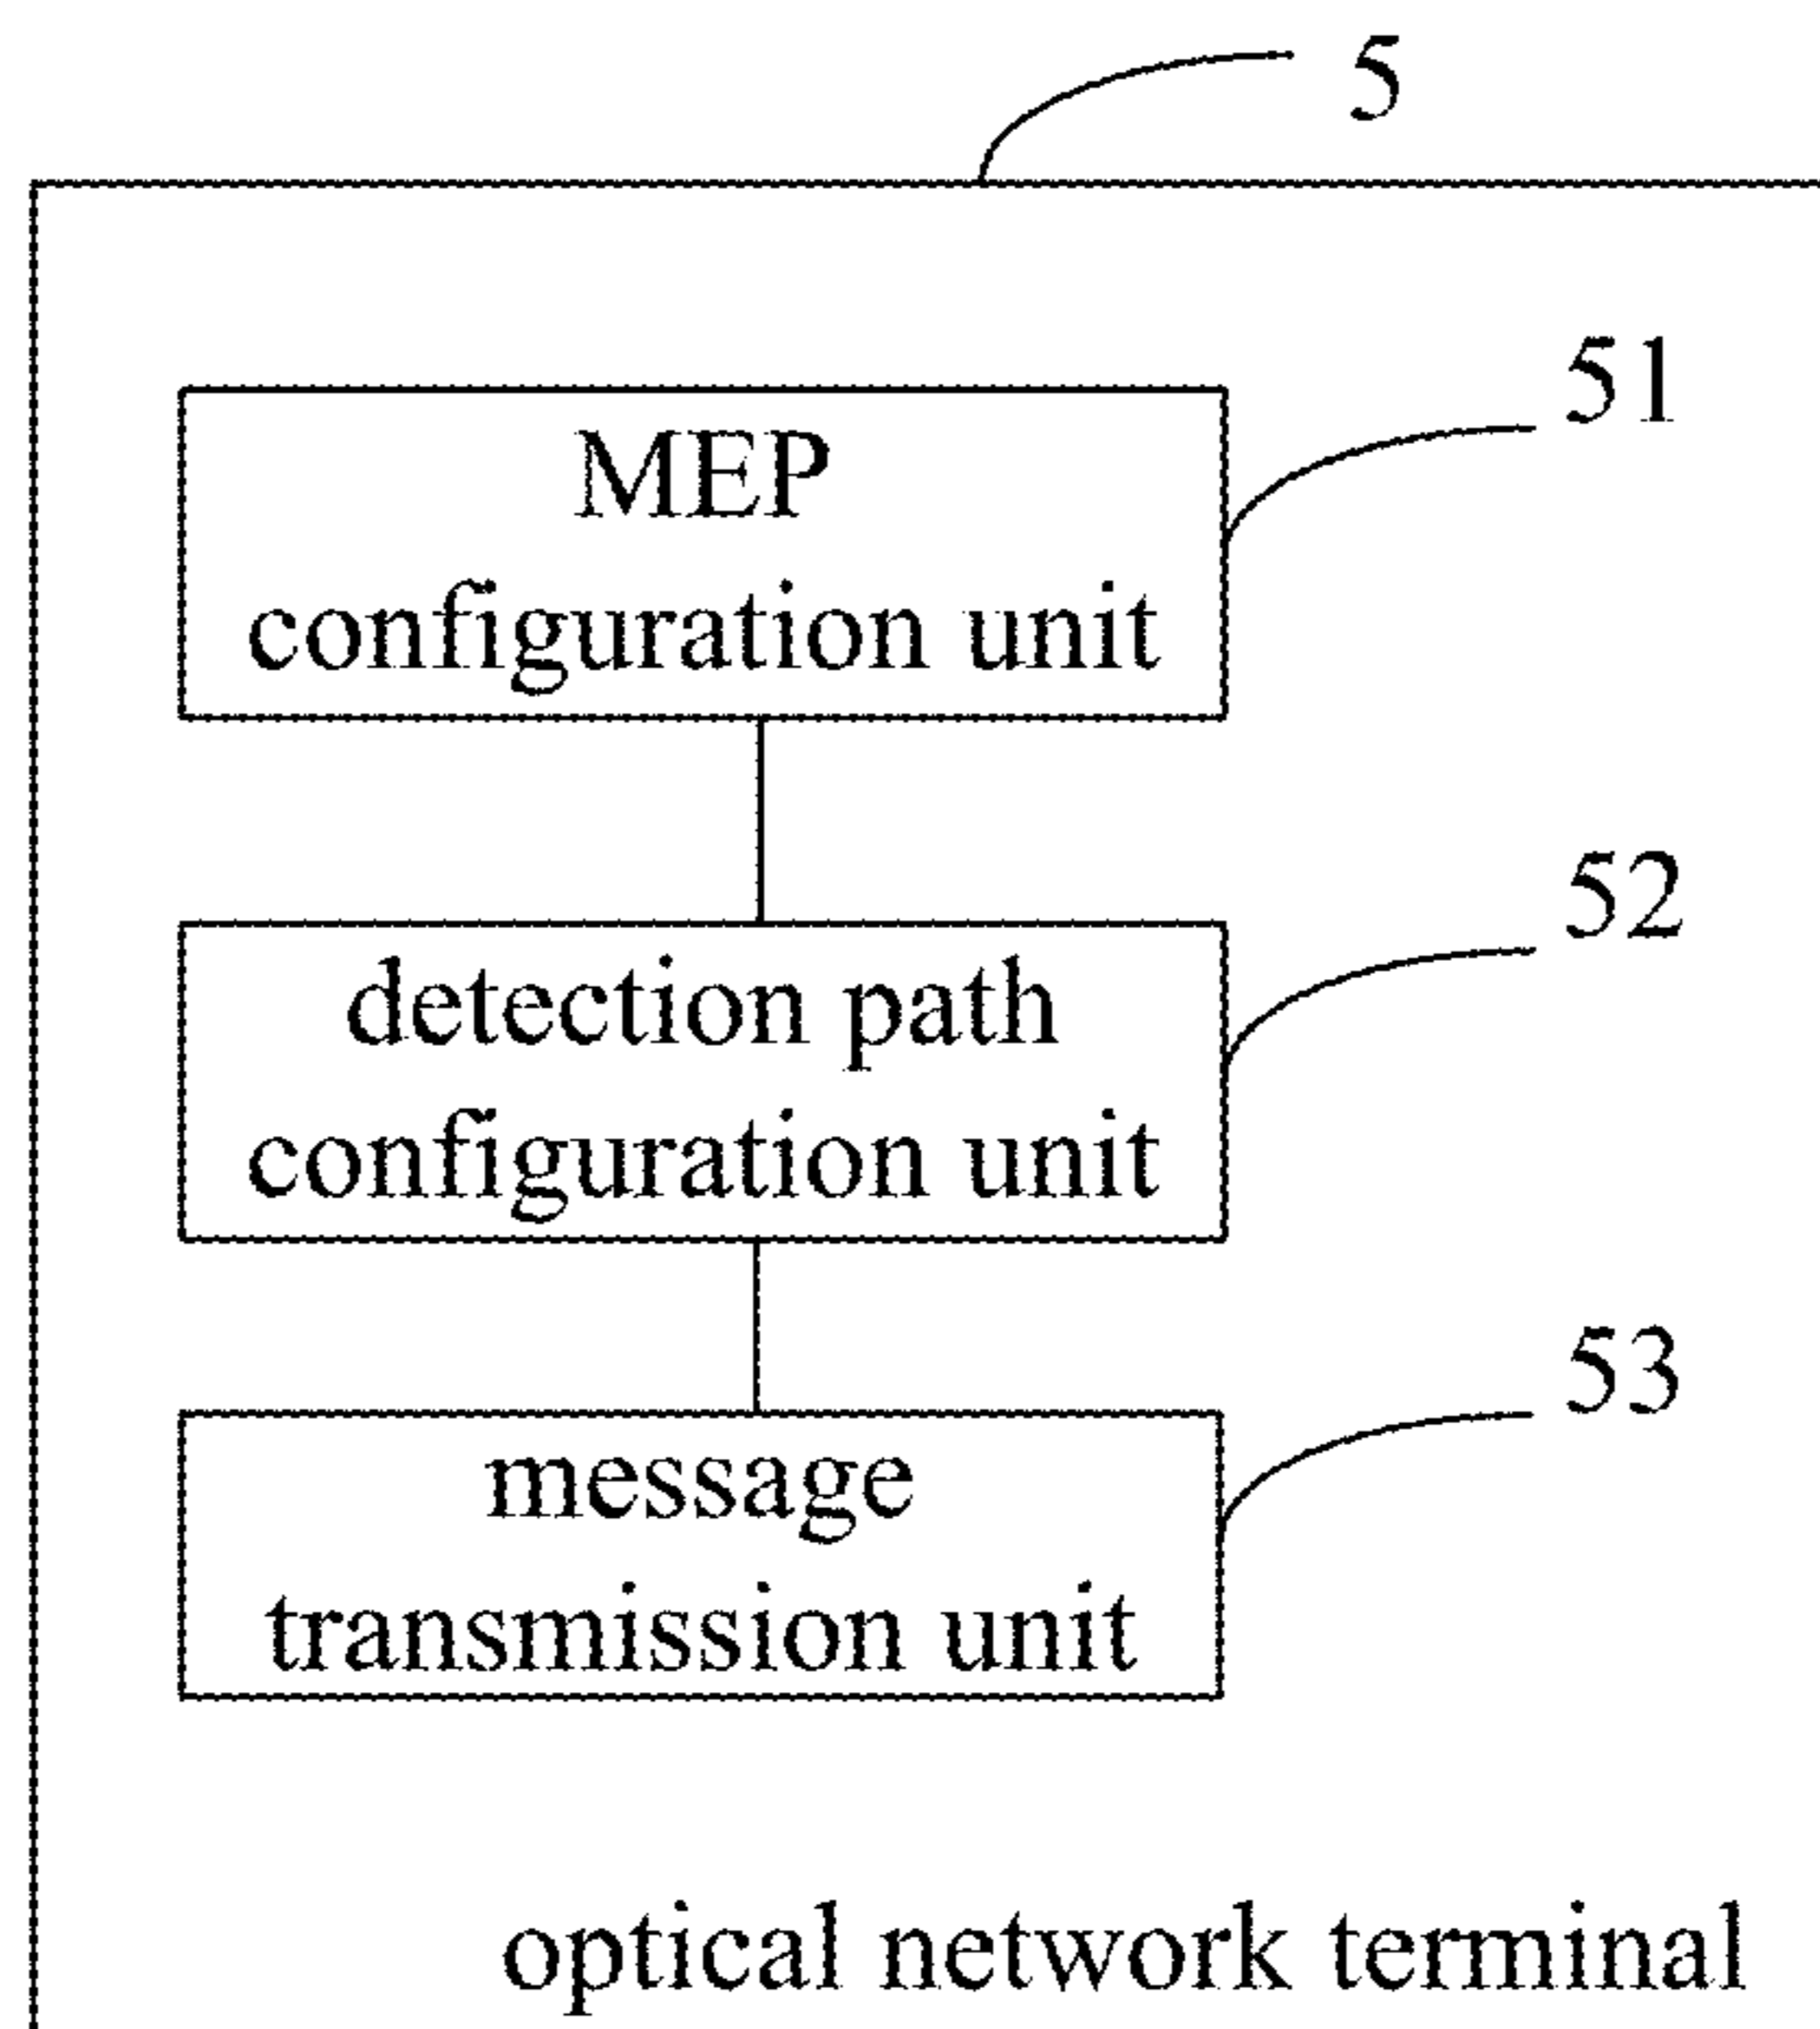 5
51
MEP
configuration unit
52
detection path
configuration unit
53
message
transmission unit
optical network terminal